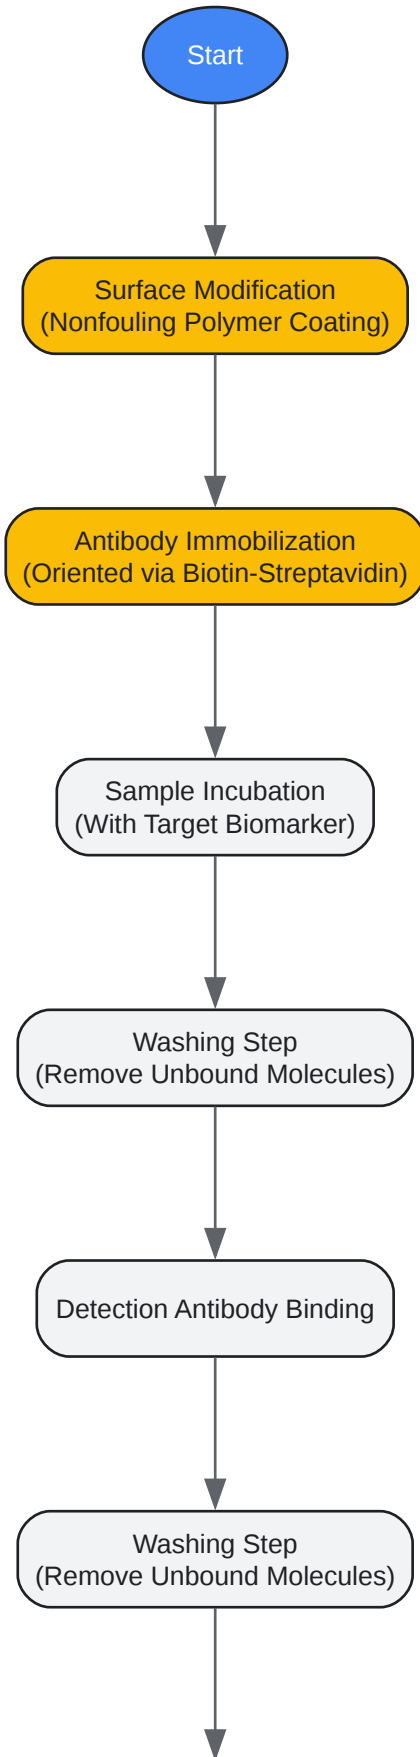 Start
Surface Modification
(Nonfouling Polymer Coating)
Antibody Immobilization
(Oriented via Biotin-Streptavidin)
Sample Incubation
(With Target Biomarker)
Washing Step
(Remove Unbound Molecules)
Detection Antibody Binding
Washing Step
(Remove Unbound Molecules)